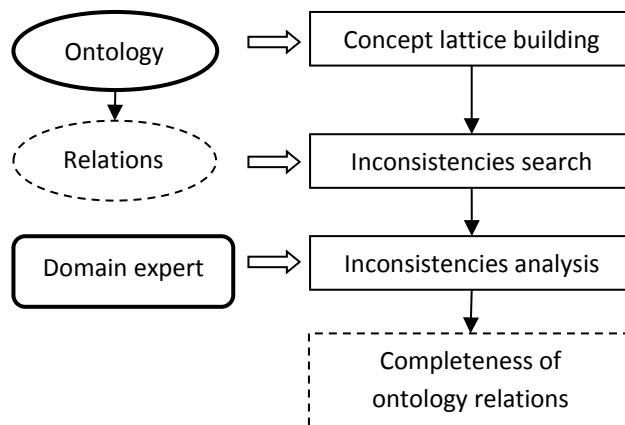 Ontology
Concept lattice building
Relations
Inconsistencies search
Domain expert
Inconsistencies analysis
Completeness of
ontology relations